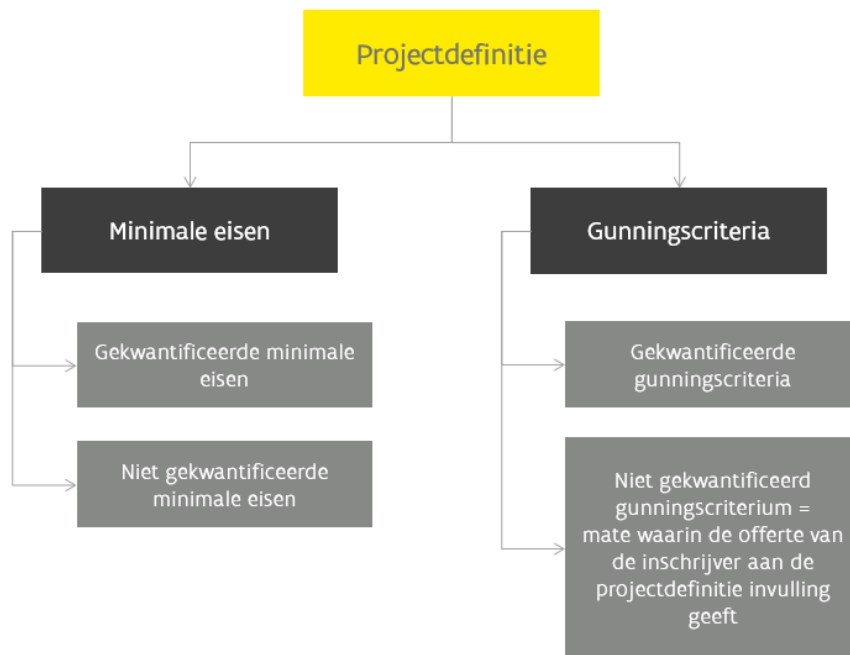 Projectdefinitie
Minimale eisen
Gekwantificeerde minimale
eisen
Niet gekwantificeerde
minimale eisen
Gunningscriteria
Gekwantificeerde
gunningscriteria
Niet gekwantificeerd
gunningscriterium =
mate waarin de offerte van
de inschrijver aan de
projectdefinitie invulling
geeft